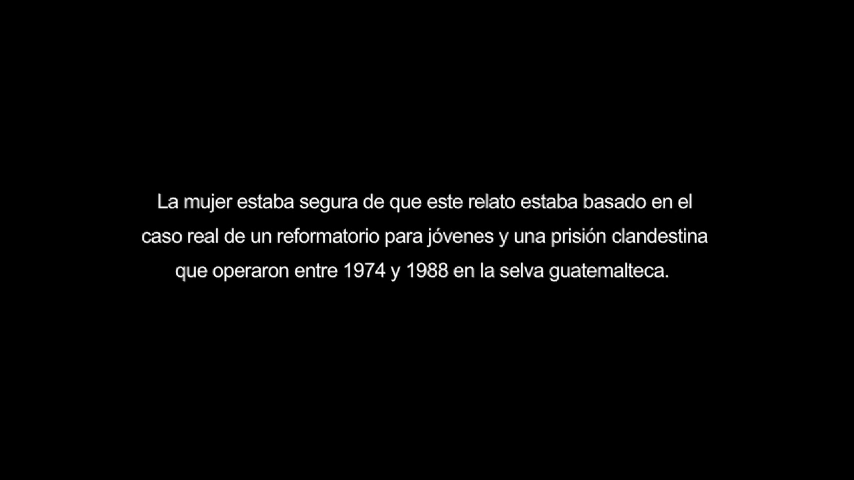 La mujer estaba segura de que este relato estaba basado en el
caso real de un reformatorio para jóvenes y una prisión clandestina
que operaron entre 1974 y 1988 en la selva guatemalteca.